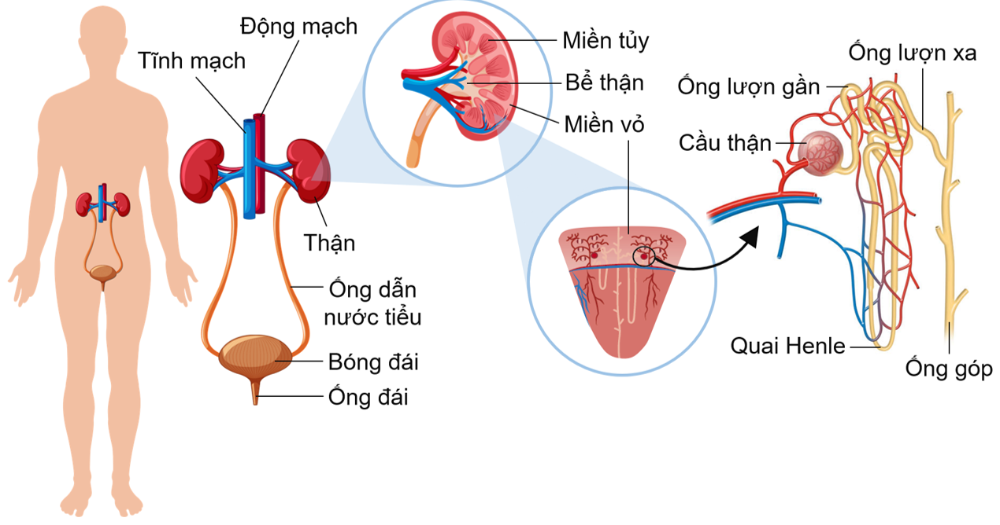 Động mạch
Tĩnh mạch
Thận
Ống dẫn
nước tiểu
Bóng đái
Ống đái
Miền tủy
Bể thận
Miền vỏ
Ống lượn xa
Ống lượn gần
Cầu thận
Quai Henle
Ống góp